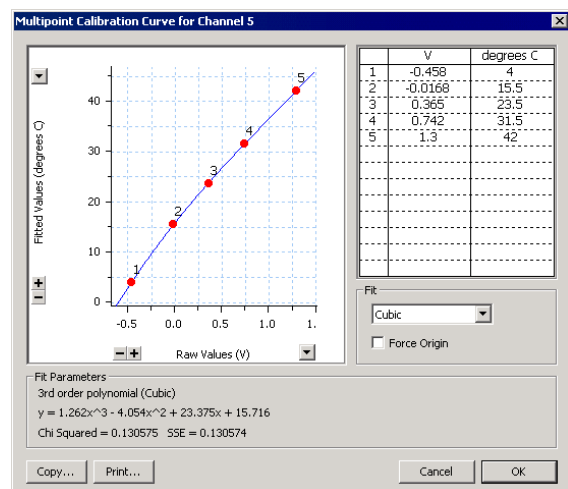 Multipoint Calibration Curve for Channel 5
Fitted Values (degrees C)
40
30
20
10
0
-0.5 0.0 0.5 1.0 1.
Raw Values (V)
1
2
3
4
5
V degrees C
1 -0.458 4
2 -0.0168 15.5
3 0.365 23.5
4 0.742 31.5
5 1.3 42
Fit
Cubic
Force Origin
Fit Parameters
3rd order polynomial (Cubic)
y = 1.262x^3 - 4.054x^2 + 23.375x + 15.716
Chi Squared = 0.130575 SSE = 0.130574
Copy... Print... Cancel OK